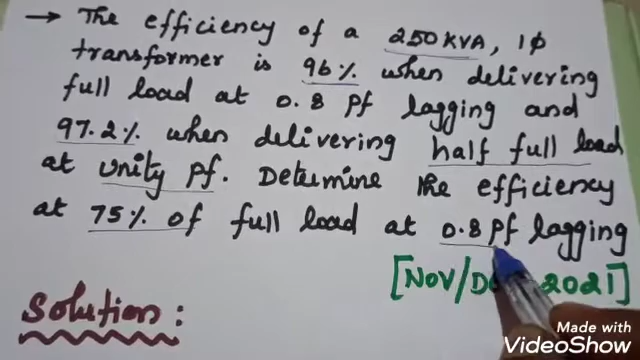 → The efficiency of a 250 KVA, 1ϕ
transformer is 96% when delivering
full load at 0.8 Pf lagging and
97.2% when delivering half full load
at unity pf. Determine the efficiency
at 75% of full load at 0.8 Pf lagging
[Nov/ 2021]
Solution:
Made with
VideoShow